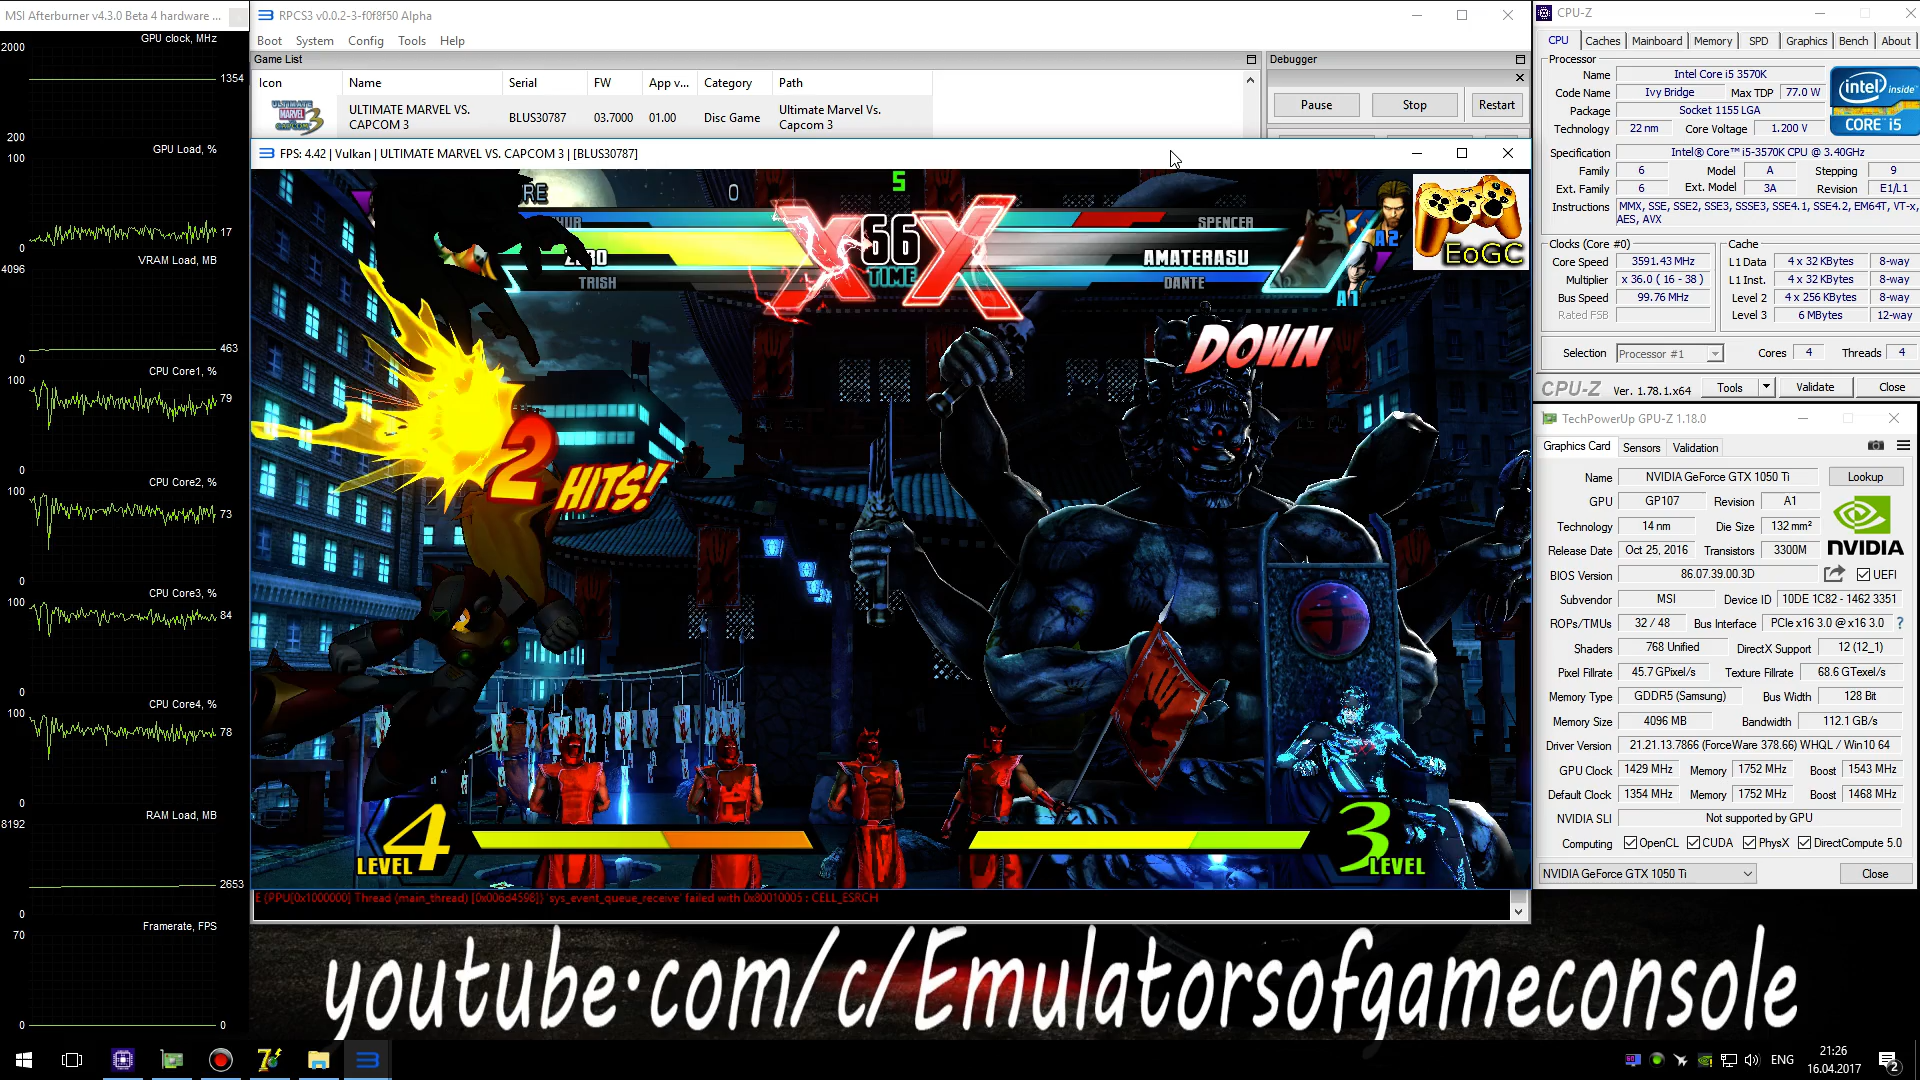 MSI Afterburner v4.3.0 Beta 4 hardware ...
GPU clock, MHz
2000
1354
200
GPU Load, %
100
17
0
VRAM Load, MB
4096
463
0
CPU Core1, %
100
79
0
CPU Core2, %
100
73
0
CPU Core3, %
100
84
0
CPU Core4, %
100
78
0
RAM Load, MB
8192
2653
0
Framerate, FPS
70
0
0
RPCS3 v0.0.2-3-f0f8f50 Alpha
Boot System Config Tools Help
Game List
Icon Name Serial FW App v... Category Path
ULTIMATE MARVEL VS. CAPCOM 3
ULTIMATE MARVEL VS.
CAPCOM 3
BLUS30787 03.7000 01.00 Disc Game
Ultimate Marvel Vs.
Capcom 3
Debugger
Pause Stop Restart
FPS: 4.42 | Vulkan | ULTIMATE MARVEL VS. CAPCOM 3 | [BLUS30787]
0
5
XX
56
TIME
TRISH
SPENCER
AMATERASU
DANTE
A2
A1
EoGC
DOWN
2 HITS!
LEVEL 4
3 LEVEL
E {PPU[0x1000000] Thread (main_thread) [0x006d4598]} 'sys_event_queue_receive' failed with 0x80010005 : CELL_ESRCH
youtube.com/c/Emulatorsofgameconsole
CPU-Z
CPU Caches Mainboard Memory SPD Graphics Bench About
Processor
Name Intel Core i5 3570K
Code Name Ivy Bridge Max TDP 77.0 W
Package Socket 1155 LGA
Technology 22 nm Core Voltage 1.200 V
intel inside
CORE i5
Specification Intel® Core™ i5-3570K CPU @ 3.40GHz
Family 6 Model A Stepping 9
Ext. Family 6 Ext. Model 3A Revision E1/L1
Instructions MMX, SSE, SSE2, SSE3, SSSE3, SSE4.1, SSE4.2, EM64T, VT-x,
AES, AVX
Clocks (Core #0)
Core Speed 3591.43 MHz
Multiplier x 36.0 ( 16 - 38 )
Bus Speed 99.76 MHz
Rated FSB
Cache
L1 Data 4 x 32 KBytes 8-way
L1 Inst. 4 x 32 KBytes 8-way
Level 2 4 x 256 KBytes 8-way
Level 3 6 MBytes 12-way
Selection Processor #1 Cores 4 Threads 4
CPU-Z Ver. 1.78.1.x64 Tools Validate Close
TechPowerUp GPU-Z 1.18.0
Graphics Card Sensors Validation
Name NVIDIA GeForce GTX 1050 Ti Lookup
GPU GP107 Revision A1
Technology 14 nm Die Size 132 mm²
Release Date Oct 25, 2016 Transistors 3300M
NVIDIA
BIOS Version 86.07.39.00.3D UEFI
Subvendor MSI Device ID 10DE 1C82 - 1462 3351
ROPs/TMUs 32 / 48 Bus Interface PCIe x16 3.0 @ x16 3.0 ?
Shaders 768 Unified DirectX Support 12 (12_1)
Pixel Fillrate 45.7 GPixel/s Texture Fillrate 68.6 GTexel/s
Memory Type GDDR5 (Samsung) Bus Width 128 Bit
Memory Size 4096 MB Bandwidth 112.1 GB/s
Driver Version 21.21.13.7866 (ForceWare 378.66) WHQL / Win10 64
GPU Clock 1429 MHz Memory 1752 MHz Boost 1543 MHz
Default Clock 1354 MHz Memory 1752 MHz Boost 1468 MHz
NVIDIA SLI Not supported by GPU
Computing OpenCL CUDA PhysX DirectCompute 5.0
NVIDIA GeForce GTX 1050 Ti Close
ENG
21:26
16.04.2017
2